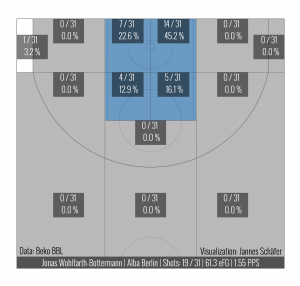 0 / 31 7 / 31 14 / 31 0 / 31
0.0 % 22.6 % 45.2 % 0.0 %
1 / 31 0 / 31
3.2 % 0.0 %
0 / 31 4 / 31 5 / 31 0 / 31
0.0 % 12.9 % 16.1 % 0.0 %
0 / 31
0.0 %
0 / 31 0 / 31 0 / 31
0.0 % 0.0 % 0.0 %
Data: Beko BBL Visualization: Jannes Schäfer
Jonas Wohlfarth-Bottermann | Alba Berlin | Shots: 19 / 31 | 61.3 eFG | 1.55 PPS